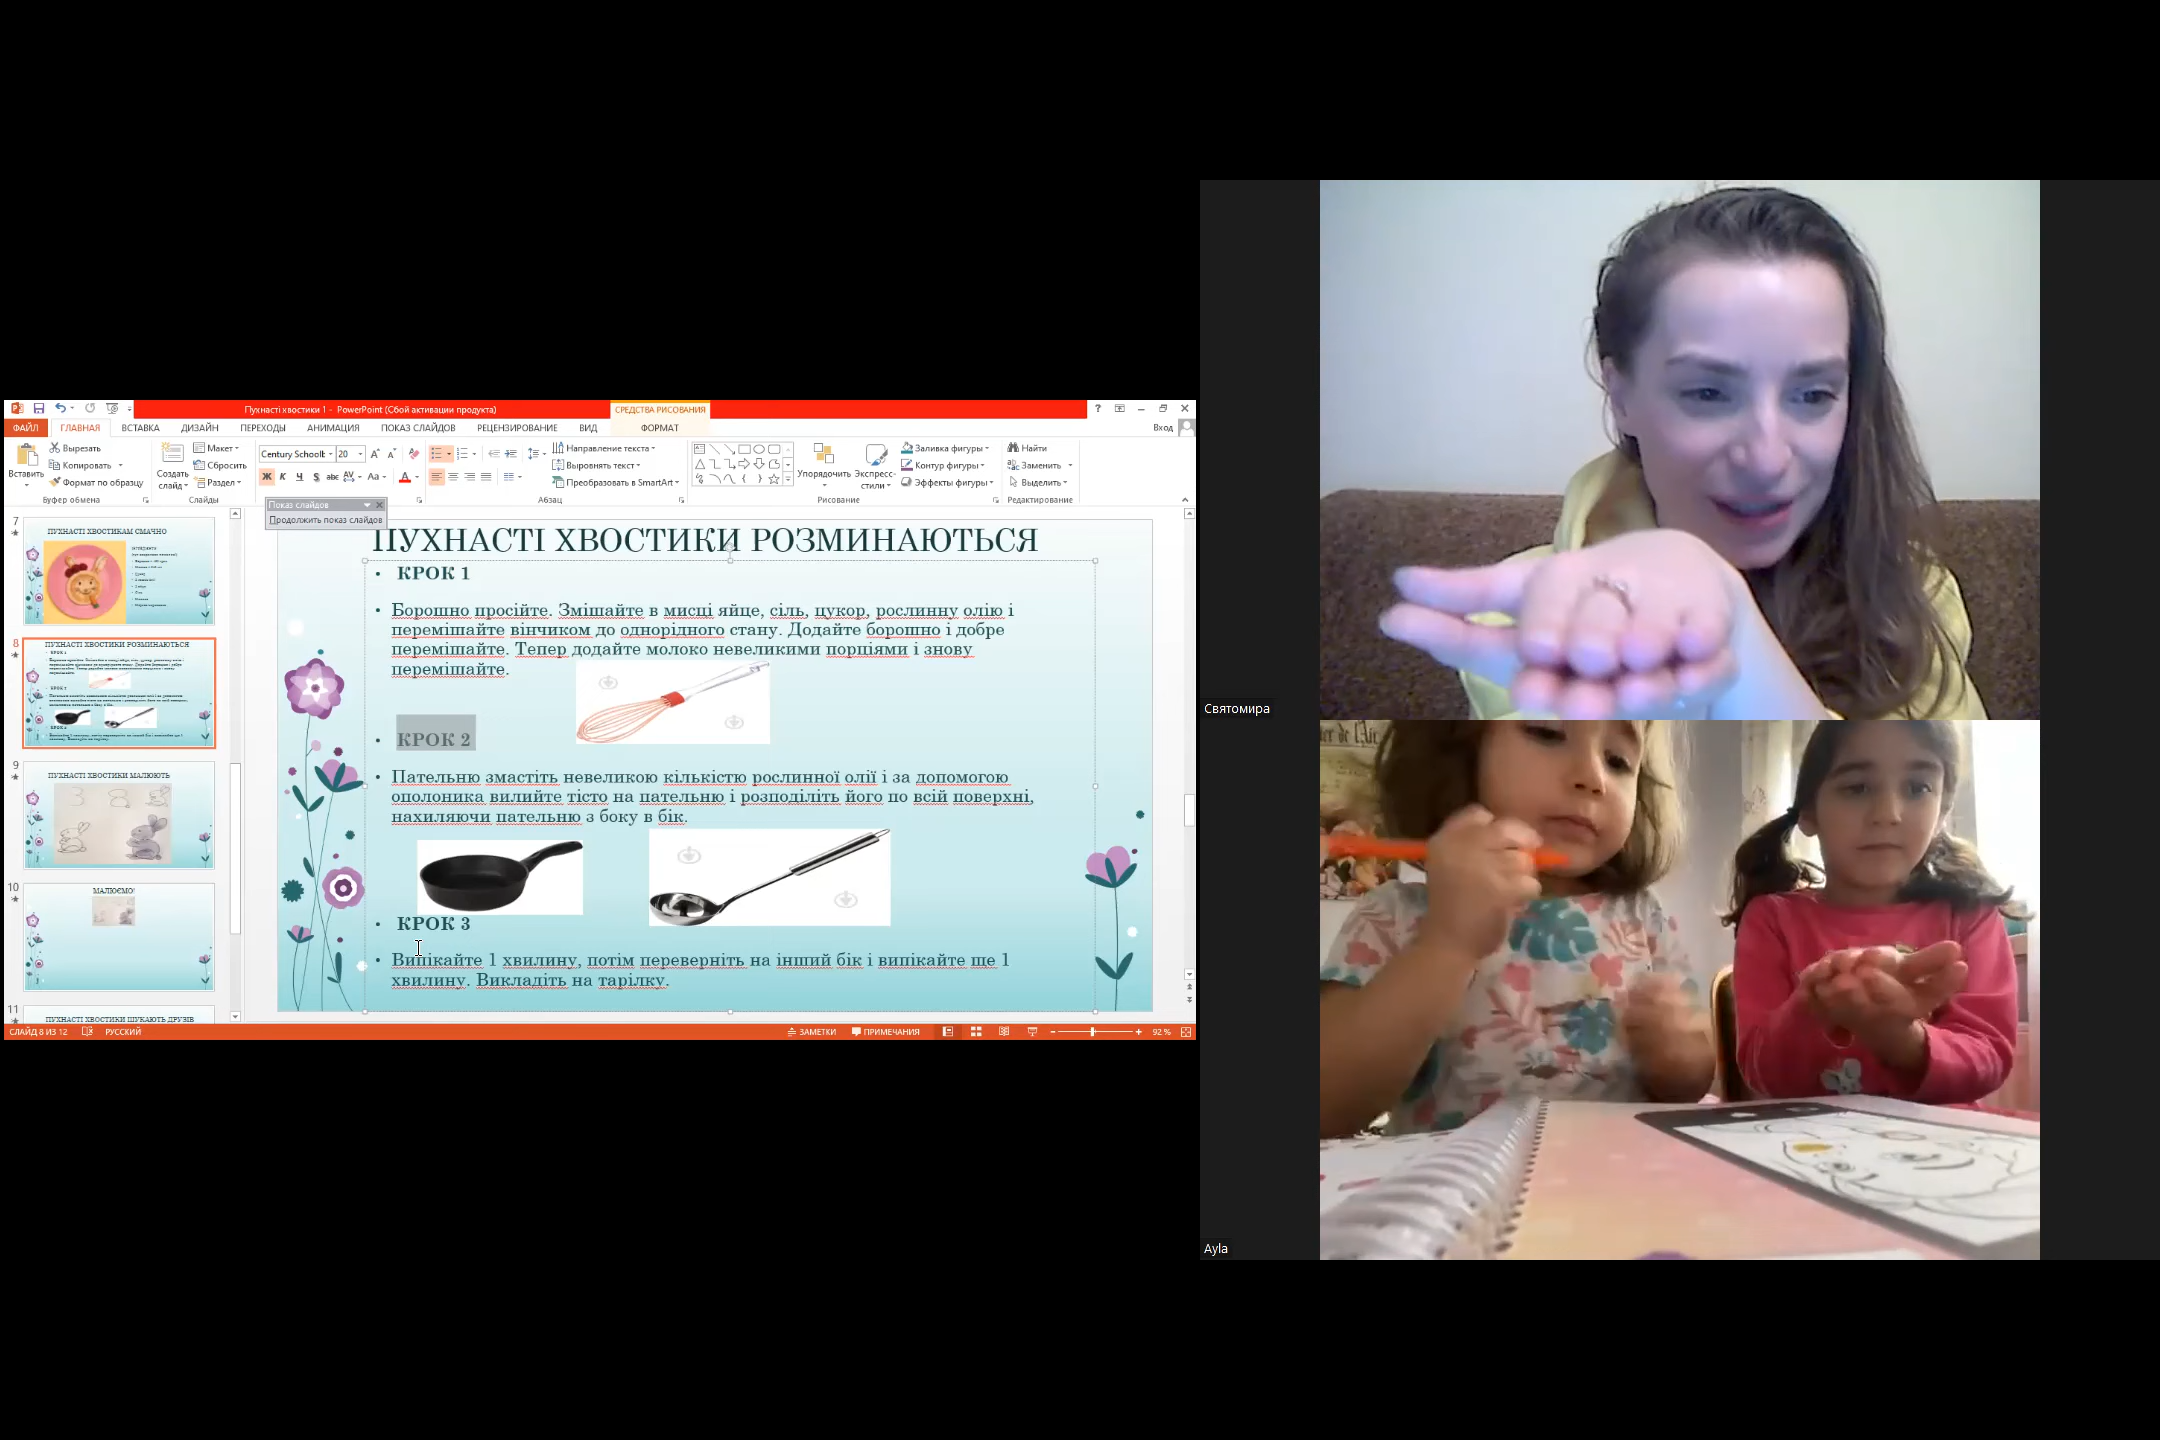 Пухнасті хвостики 1 - PowerPoint (Сбой активации продукта)
СРЕДСТВА РИСОВАНИЯ
ФАЙЛ ГЛАВНАЯ ВСТАВКА ДИЗАЙН ПЕРЕХОДЫ АНИМАЦИЯ ПОКАЗ СЛАЙДОВ РЕЦЕНЗИРОВАНИЕ ВИД ФОРМАТ Вход
Вставить
Вырезать
Копировать
Формат по образцу
Буфер обмена
Создать слайд
Макет
Сбросить
Раздел
Слайды
Century Schoolb 20
Ж К Ч S abc AV Aa A
Направление текста
Выровнять текст
Преобразовать в SmartArt
Абзац
Упорядочить
Экспресс-стили
Заливка фигуры
Контур фигуры
Эффекты фигуры
Рисование
Найти
Заменить
Выделить
Редактирование
Показ слайдов
Продолжить показ слайдов
7
ПУХНАСТІ ХВОСТИКАМ СМАЧНО
8
ПУХНАСТІ ХВОСТИКИ РОЗМИНАЮТЬСЯ
9
ПУХНАСТІ ХВОСТИКИ МАЛЮЮТЬ
10
МАЛЮЄМО!
11
ПУХНАСТІ ХВОСТИКИ ШУКАЮТЬ ДРУЗІВ
ПУХНАСТІ ХВОСТИКИ РОЗМИНАЮТЬСЯ
• КРОК 1
• Борошно просійте. Змішайте в мисці яйце, сіль, цукор, рослинну олію і
перемішайте вінчиком до однорідного стану. Додайте борошно і добре
перемішайте. Тепер додайте молоко невеликими порціями і знову
перемішайте.
• КРОК 2
• Пательню змастіть невеликою кількістю рослинної олії і за допомогою
ополоника вилийте тісто на пательню і розподіліть його по всій поверхні,
нахиляючи пательню з боку в бік.
• КРОК 3
• Випікайте 1 хвилину, потім переверніть на інший бік і випікайте ще 1
хвилину. Викладіть на тарілку.
СЛАЙД 8 ИЗ 12 РУССКИЙ ЗАМЕТКИ ПРИМЕЧАНИЯ 92 %
Святомира
Ayla